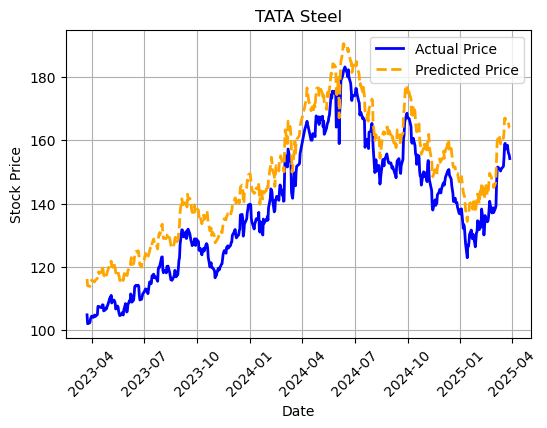 TATA Steel
Actual Price
Predicted Price
Stock Price
180
160
140
120
100
2023-04
2023-07
2023-10
2024-01
2024-04
2024-07
2024-10
2025-01
2025-04
Date